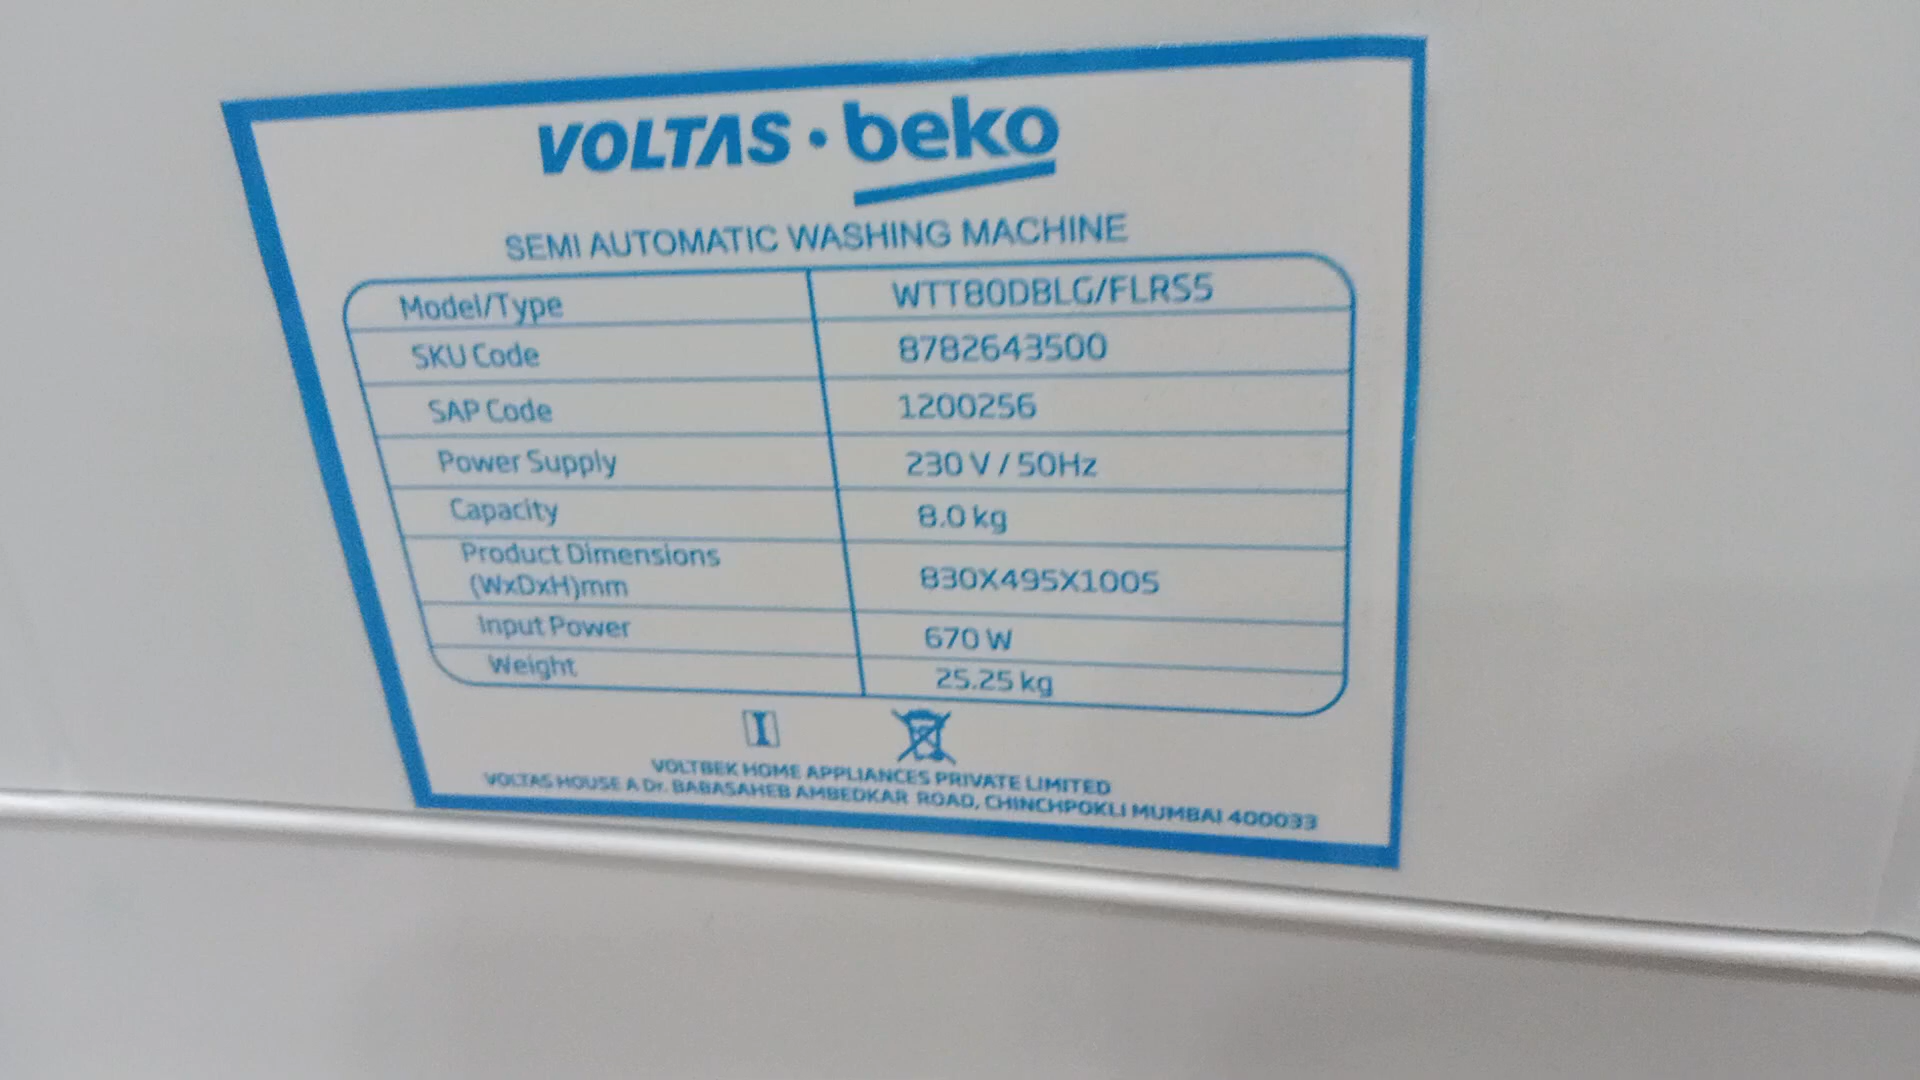 VOLTAS • beko
SEMI AUTOMATIC WASHING MACHINE
Model/Type WTT80DBLG/FLRS5
SKU Code 8782643500
SAP Code 1200256
Power Supply 230 V / 50Hz
Capacity 8.0 kg
Product Dimensions
(WxDxH)mm 830X495X1005
Input Power 670 W
Weight 25.25 kg
I
VOLTBEK HOME APPLIANCES PRIVATE LIMITED
VOLTAS HOUSE A Dr. BABASAHEB AMBEDKAR ROAD, CHINCHPOKLI MUMBAI 400033